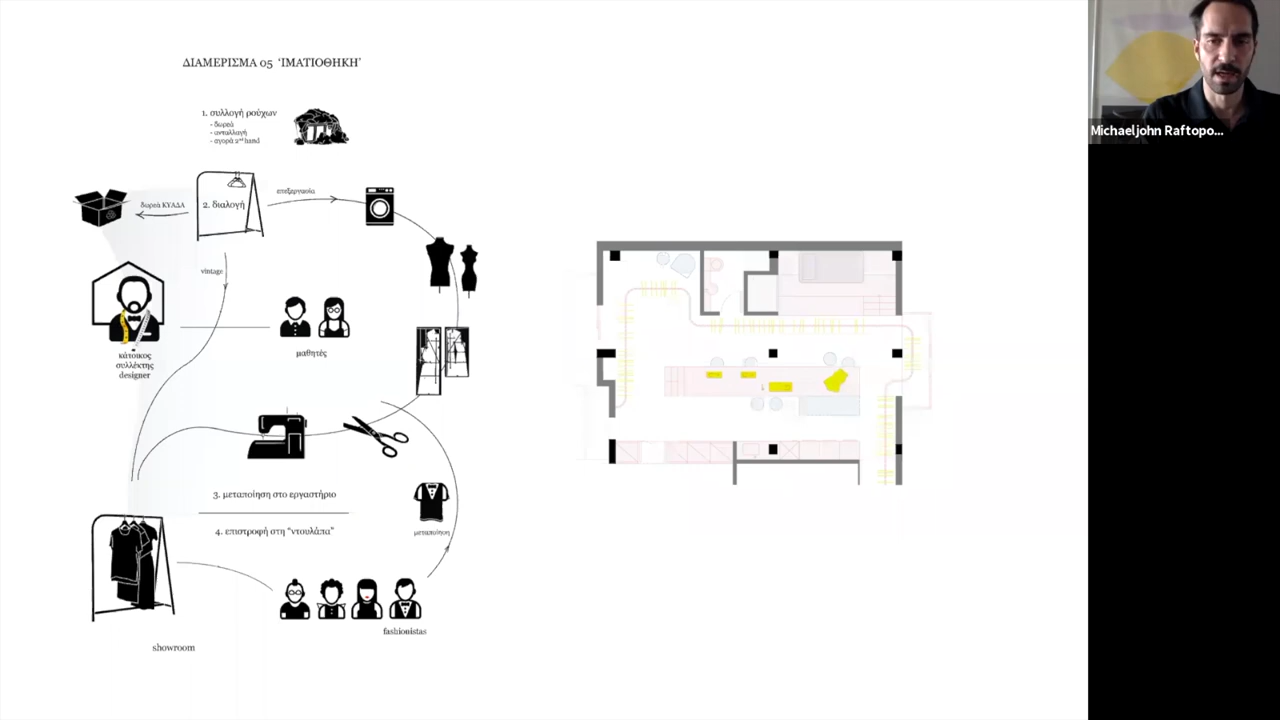 ΔΙΑΜΕΡΙΣΜΑ 05 ‘ΙΜΑΤΙΟΘΗΚΗ’
1. συλλογή ρούχων
- δωρεά
- ανταλλαγή
- αγορά 2nd hand
2. διαλογή
επεξεργασία
δωρεά ΚΥΑΔΑ
vintage
κάτοικος
συλλέκτης
designer
μαθητές
3. μεταποίηση στο εργαστήριο
4. επιστροφή στη “ντουλάπα”
μεταποίηση
fashionistas
showroom
Michaeljohn Raftopo...